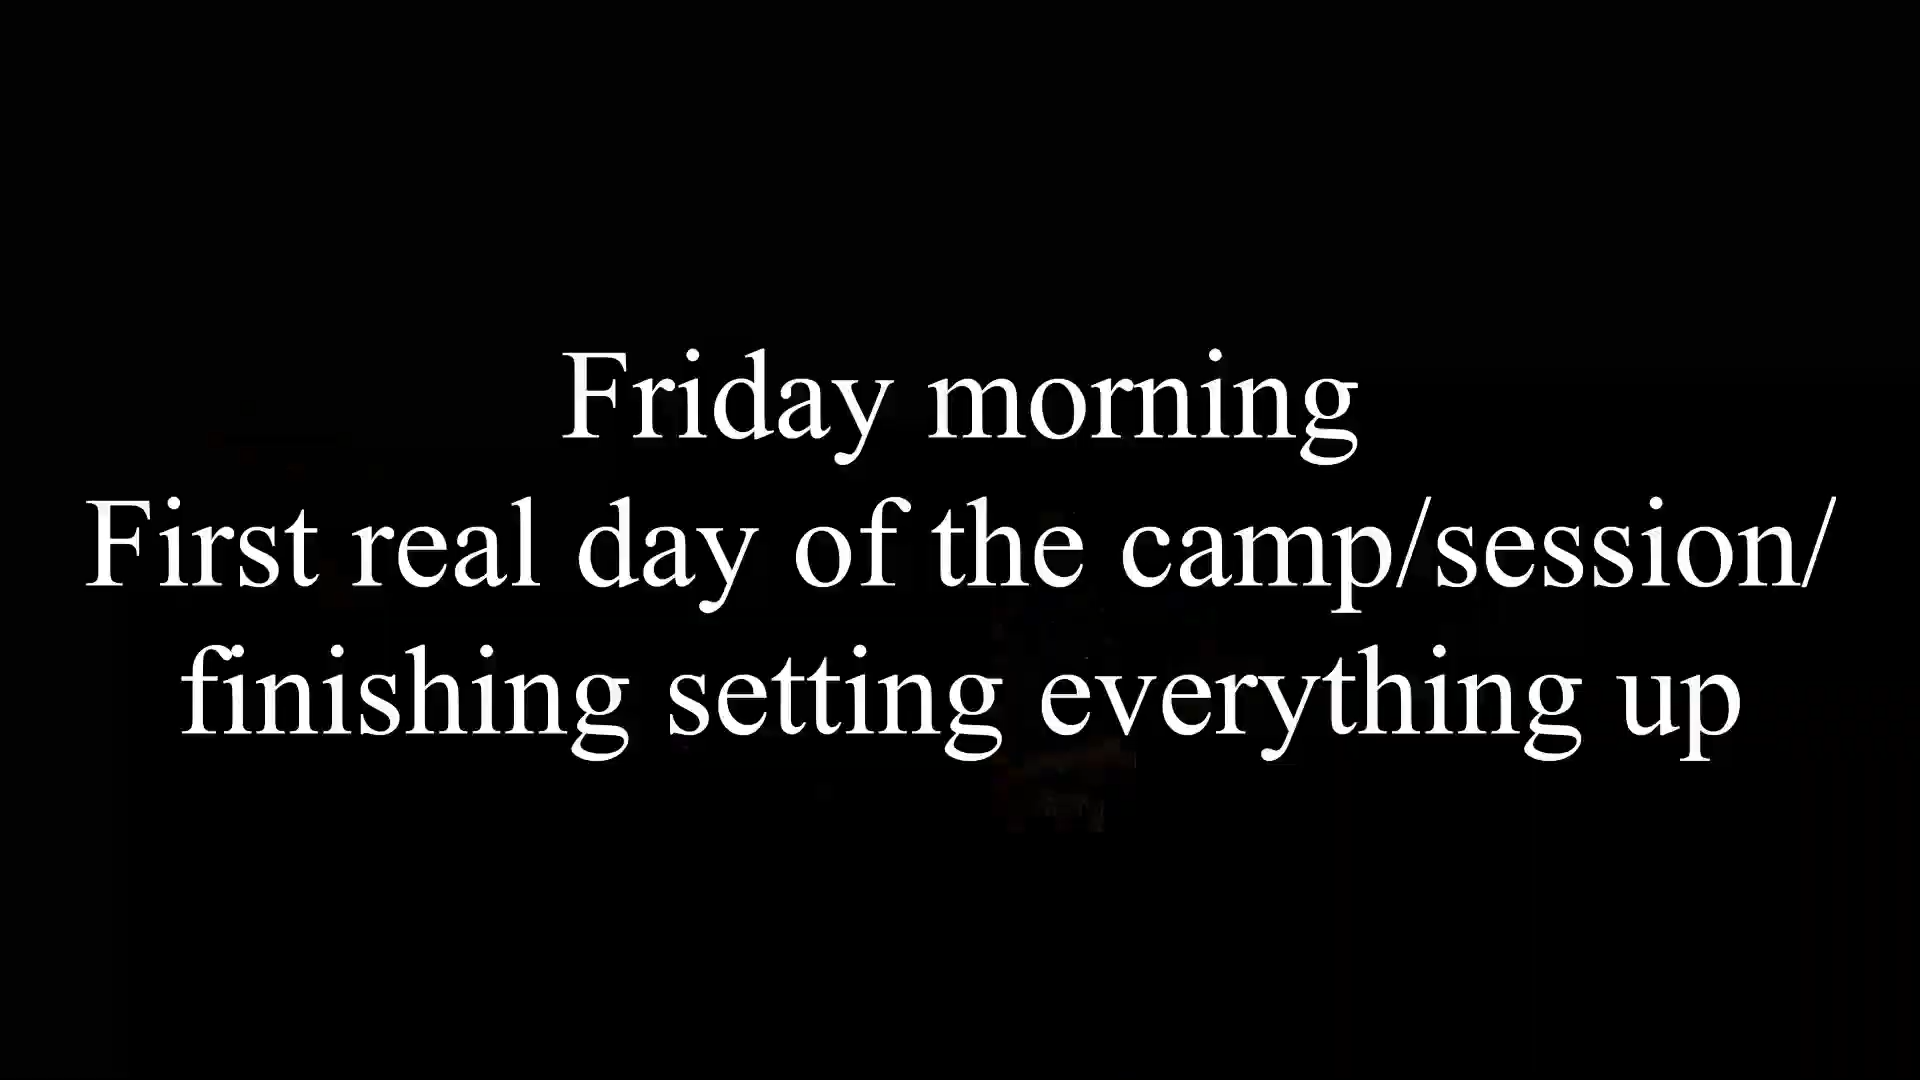 Friday morning
First real day of the camp/session/
finishing setting everything up